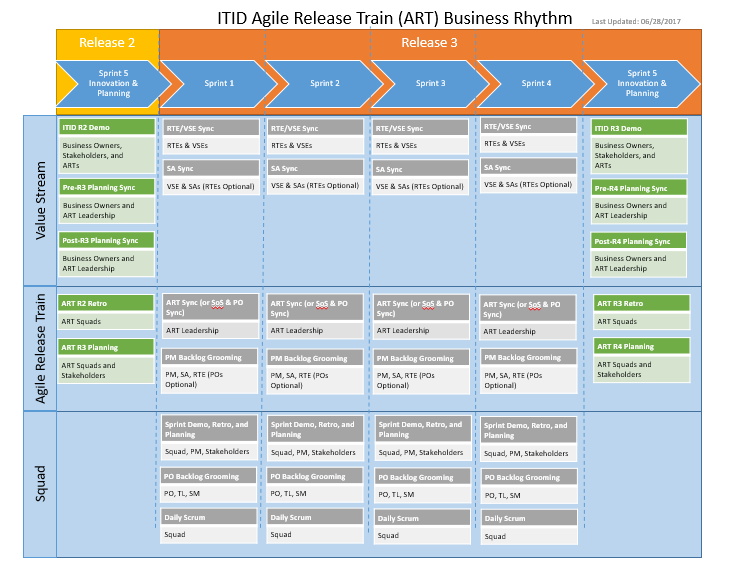 ITID Agile Release Train (ART) Business Rhythm
Last Updated: 06/28/2017
Release 2
Release 3
Sprint 5
Innovation &
Planning
Sprint 1
Sprint 2
Sprint 3
Sprint 4
Sprint 5
Innovation &
Planning
Value Stream
ITID R2 Demo
Business Owners,
Stakeholders, and
ARTs
Pre-R3 Planning Sync
Business Owners and
ART Leadership
Post-R3 Planning Sync
Business Owners and
ART Leadership
RTE/VSE Sync
RTEs & VSEs
SA Sync
VSE & SAs (RTEs Optional)
RTE/VSE Sync
RTEs & VSEs
SA Sync
VSE & SAs (RTEs Optional)
RTE/VSE Sync
RTEs & VSEs
SA Sync
VSE & SAs (RTEs Optional)
RTE/VSE Sync
RTEs & VSEs
SA Sync
VSE & SAs (RTEs Optional)
ITID R3 Demo
Business Owners,
Stakeholders, and
ARTs
Pre-R4 Planning Sync
Business Owners and
ART Leadership
Post-R4 Planning Sync
Business Owners and
ART Leadership
Agile Release Train
ART R2 Retro
ART Squads
ART R3 Planning
ART Squads and
Stakeholders
ART Sync (or SoS & PO
Sync)
ART Leadership
PM Backlog Grooming
PM, SA, RTE (POs
Optional)
ART Sync (or SoS & PO
Sync)
ART Leadership
PM Backlog Grooming
PM, SA, RTE (POs
Optional)
ART Sync (or SoS & PO
Sync)
ART Leadership
PM Backlog Grooming
PM, SA, RTE (POs
Optional)
ART Sync (or SoS & PO
Sync)
ART Leadership
PM Backlog Grooming
PM, SA, RTE (POs
Optional)
ART R3 Retro
ART Squads
ART R4 Planning
ART Squads and
Stakeholders
Squad
Sprint Demo, Retro, and
Planning
Squad, PM, Stakeholders
PO Backlog Grooming
PO, TL, SM
Daily Scrum
Squad
Sprint Demo, Retro, and
Planning
Squad, PM, Stakeholders
PO Backlog Grooming
PO, TL, SM
Daily Scrum
Squad
Sprint Demo, Retro, and
Planning
Squad, PM, Stakeholders
PO Backlog Grooming
PO, TL, SM
Daily Scrum
Squad
Sprint Demo, Retro, and
Planning
Squad, PM, Stakeholders
PO Backlog Grooming
PO, TL, SM
Daily Scrum
Squad